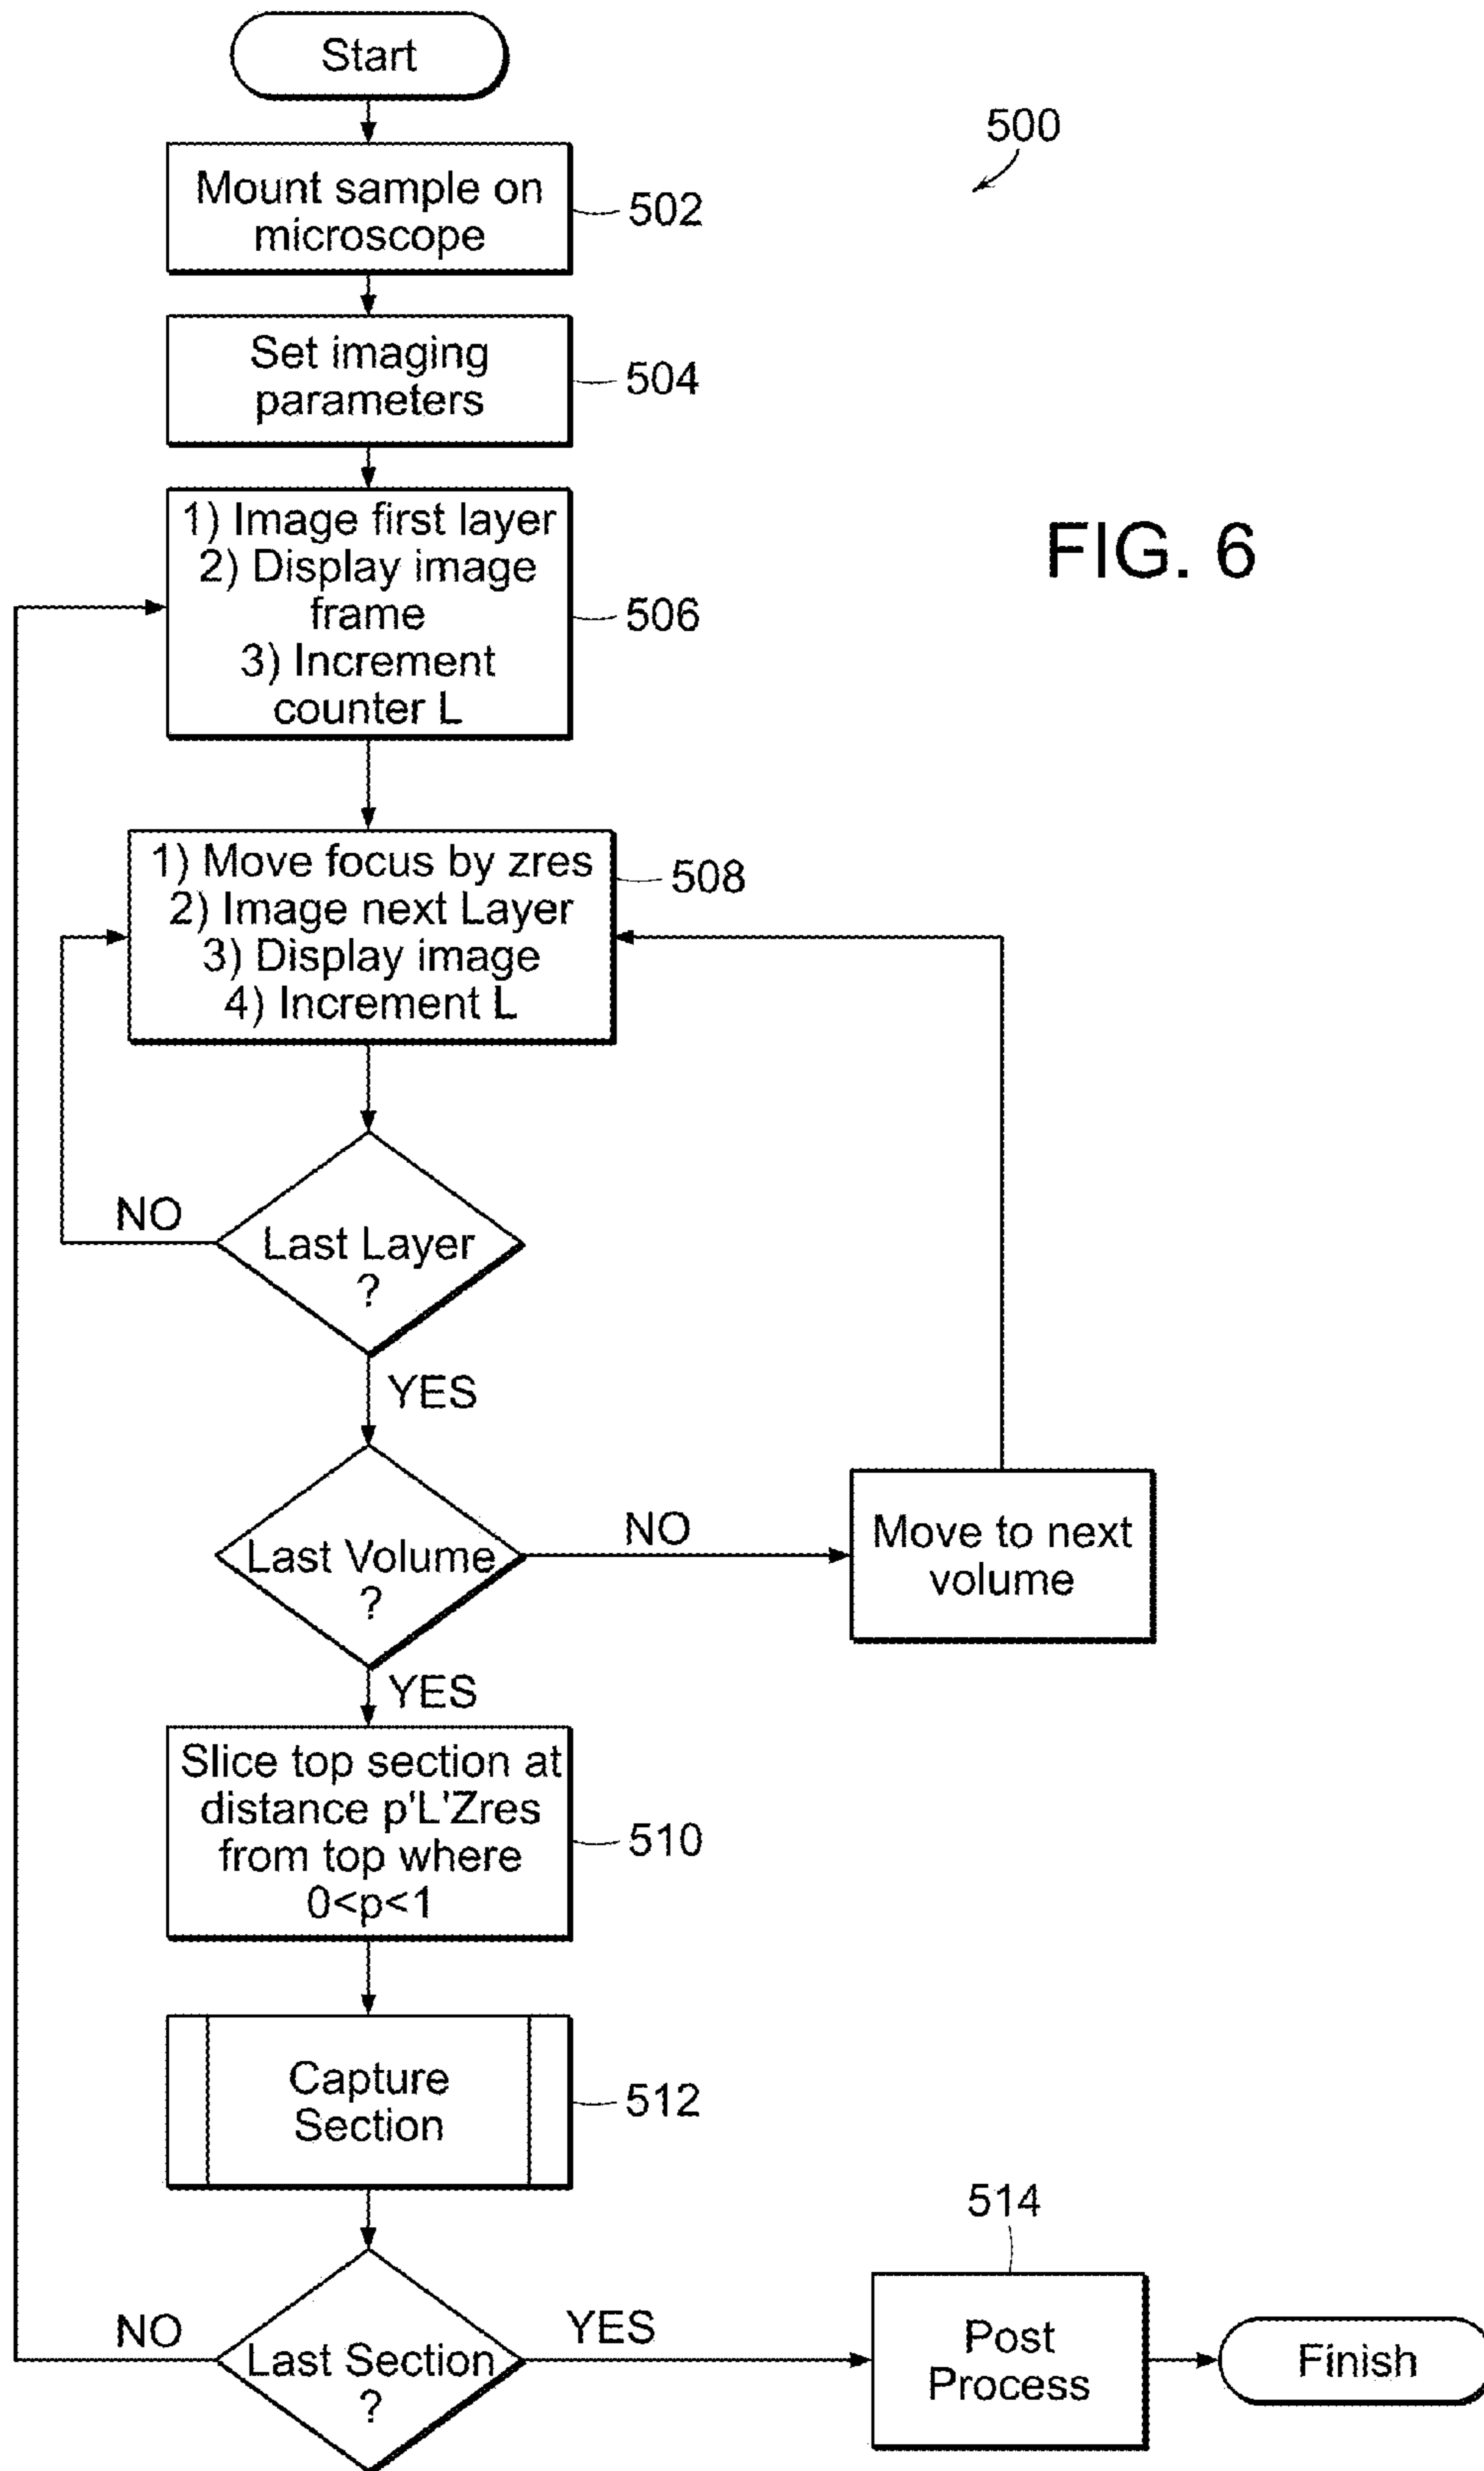 Start
500
Mount sample on
microscope
502
Set imaging
parameters
504
FIG. 6
1) Image first layer
2) Display image
frame
3) Increment
counter L
506
1) Move focus by zres
2) Image next Layer
3) Display image
4) Increment L
508
NO
Last Layer
?
YES
Last Volume
?
NO
Move to next
volume
YES
Slice top section at
distance p'L'Zres
from top where
0<p<1
510
Capture
Section
512
NO
Last Section
?
YES
514
Post
Process
Finish